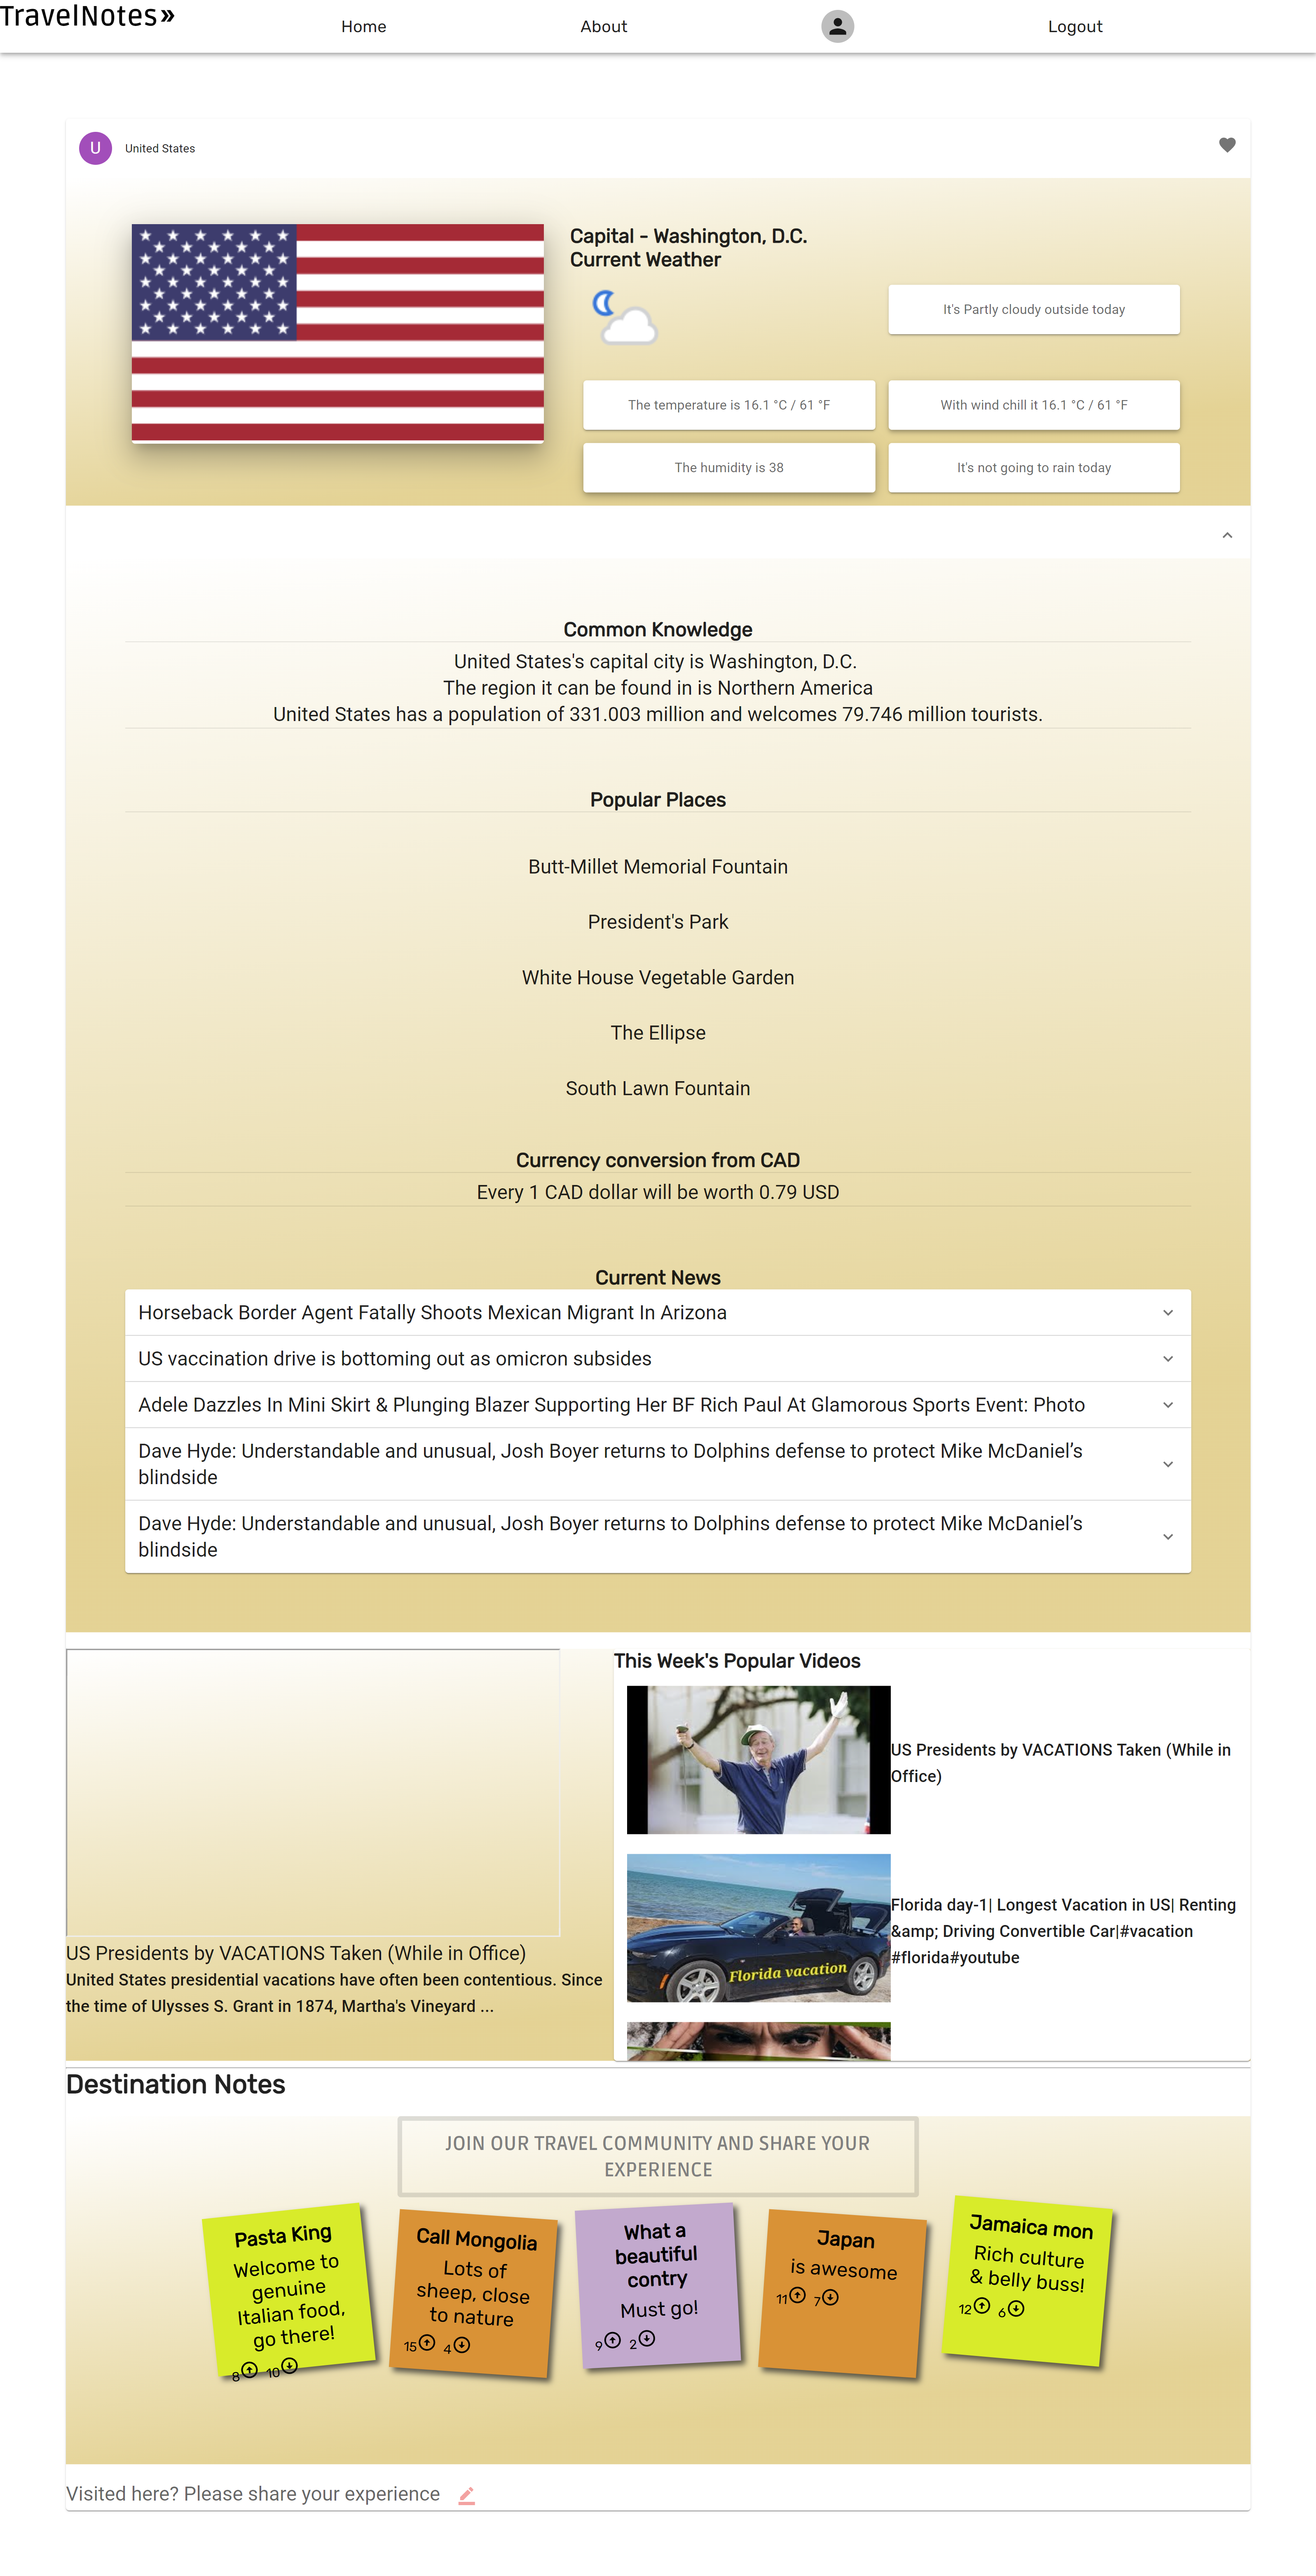 TravelNotes»
Home
About
Logout
U
United States
Capital - Washington, D.C.
Current Weather
It's Partly cloudy outside today
The temperature is 16.1 °C / 61 °F
With wind chill it 16.1 °C / 61 °F
The humidity is 38
It's not going to rain today
Common Knowledge
United States's capital city is Washington, D.C.
The region it can be found in is Northern America
United States has a population of 331.003 million and welcomes 79.746 million tourists.
Popular Places
Butt-Millet Memorial Fountain
President's Park
White House Vegetable Garden
The Ellipse
South Lawn Fountain
Currency conversion from CAD
Every 1 CAD dollar will be worth 0.79 USD
Current News
Horseback Border Agent Fatally Shoots Mexican Migrant In Arizona
US vaccination drive is bottoming out as omicron subsides
Adele Dazzles In Mini Skirt & Plunging Blazer Supporting Her BF Rich Paul At Glamorous Sports Event: Photo
Dave Hyde: Understandable and unusual, Josh Boyer returns to Dolphins defense to protect Mike McDaniel’s
blindside
Dave Hyde: Understandable and unusual, Josh Boyer returns to Dolphins defense to protect Mike McDaniel’s
blindside
US Presidents by VACATIONS Taken (While in Office)
United States presidential vacations have often been contentious. Since
the time of Ulysses S. Grant in 1874, Martha's Vineyard ...
This Week's Popular Videos
US Presidents by VACATIONS Taken (While in
Office)
Florida vacation
Florida day-1| Longest Vacation in US| Renting
&amp; Driving Convertible Car|#vacation
#florida#youtube
Destination Notes
JOIN OUR TRAVEL COMMUNITY AND SHARE YOUR
EXPERIENCE
Pasta King
Welcome to
genuine
Italian food,
go there!
8 10
Call Mongolia
Lots of
sheep, close
to nature
15 4
What a
beautiful
contry
Must go!
9 2
Japan
is awesome
11 7
Jamaica mon
Rich culture
& belly buss!
12 6
Visited here? Please share your experience